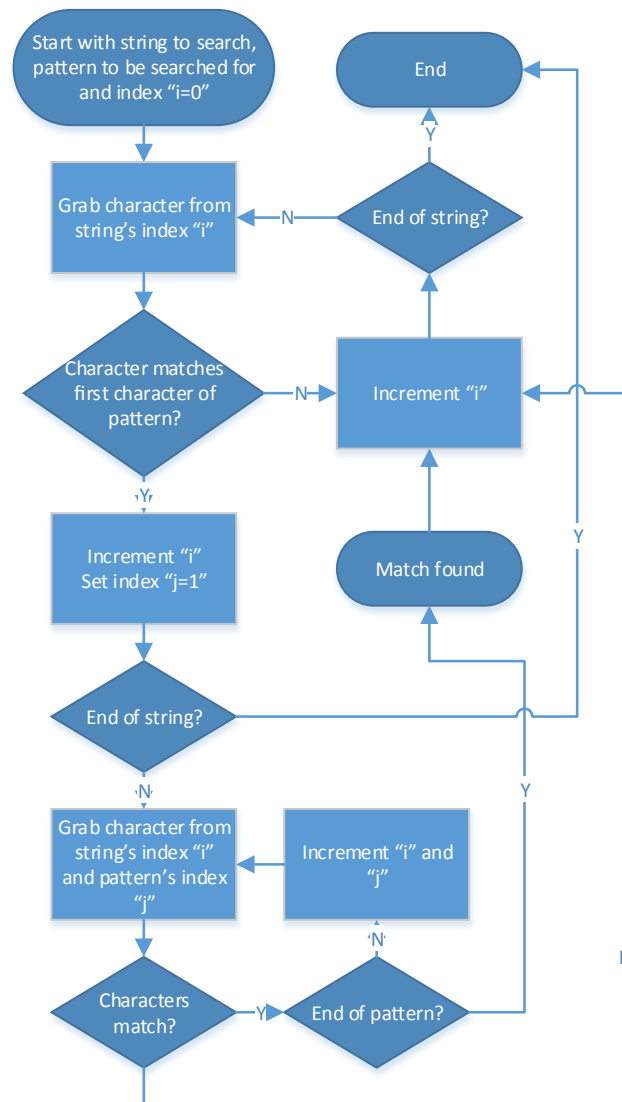 Start with string to search,
pattern to be searched for
and index “i=0”
End
Y
Grab character from
string’s index “i”
N
End of string?
Character matches
first character of
pattern?
N
Increment “i”
Y
Increment “i”
Set index “j=1”
Match found
Y
End of string?
N
Y
Grab character from
string’s index “i”
and pattern’s index
“j”
Increment “i” and
“j”
N
Characters
match?
Y
End of pattern?